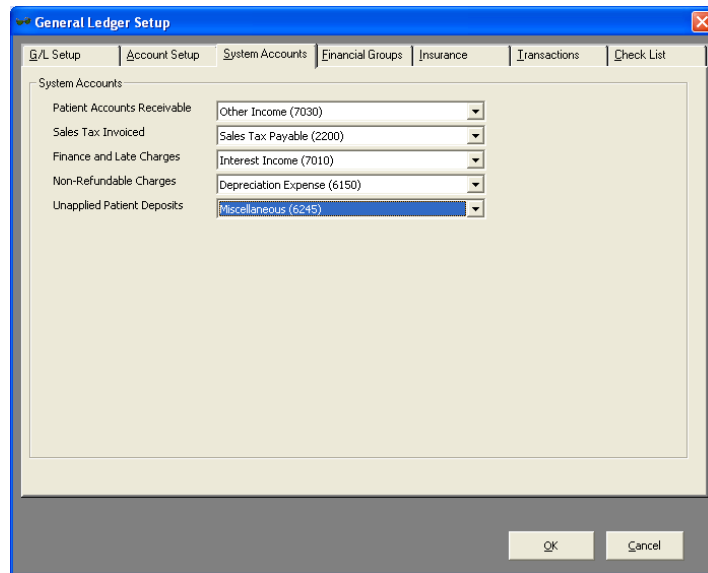 General Ledger Setup
G/L Setup Account Setup System Accounts Financial Groups Insurance Transactions Check List
System Accounts
Patient Accounts Receivable Other Income (7030)
Sales Tax Invoiced Sales Tax Payable (2200)
Finance and Late Charges Interest Income (7010)
Non-Refundable Charges Depreciation Expense (6150)
Unapplied Patient Deposits Miscellaneous (6245)
OK Cancel